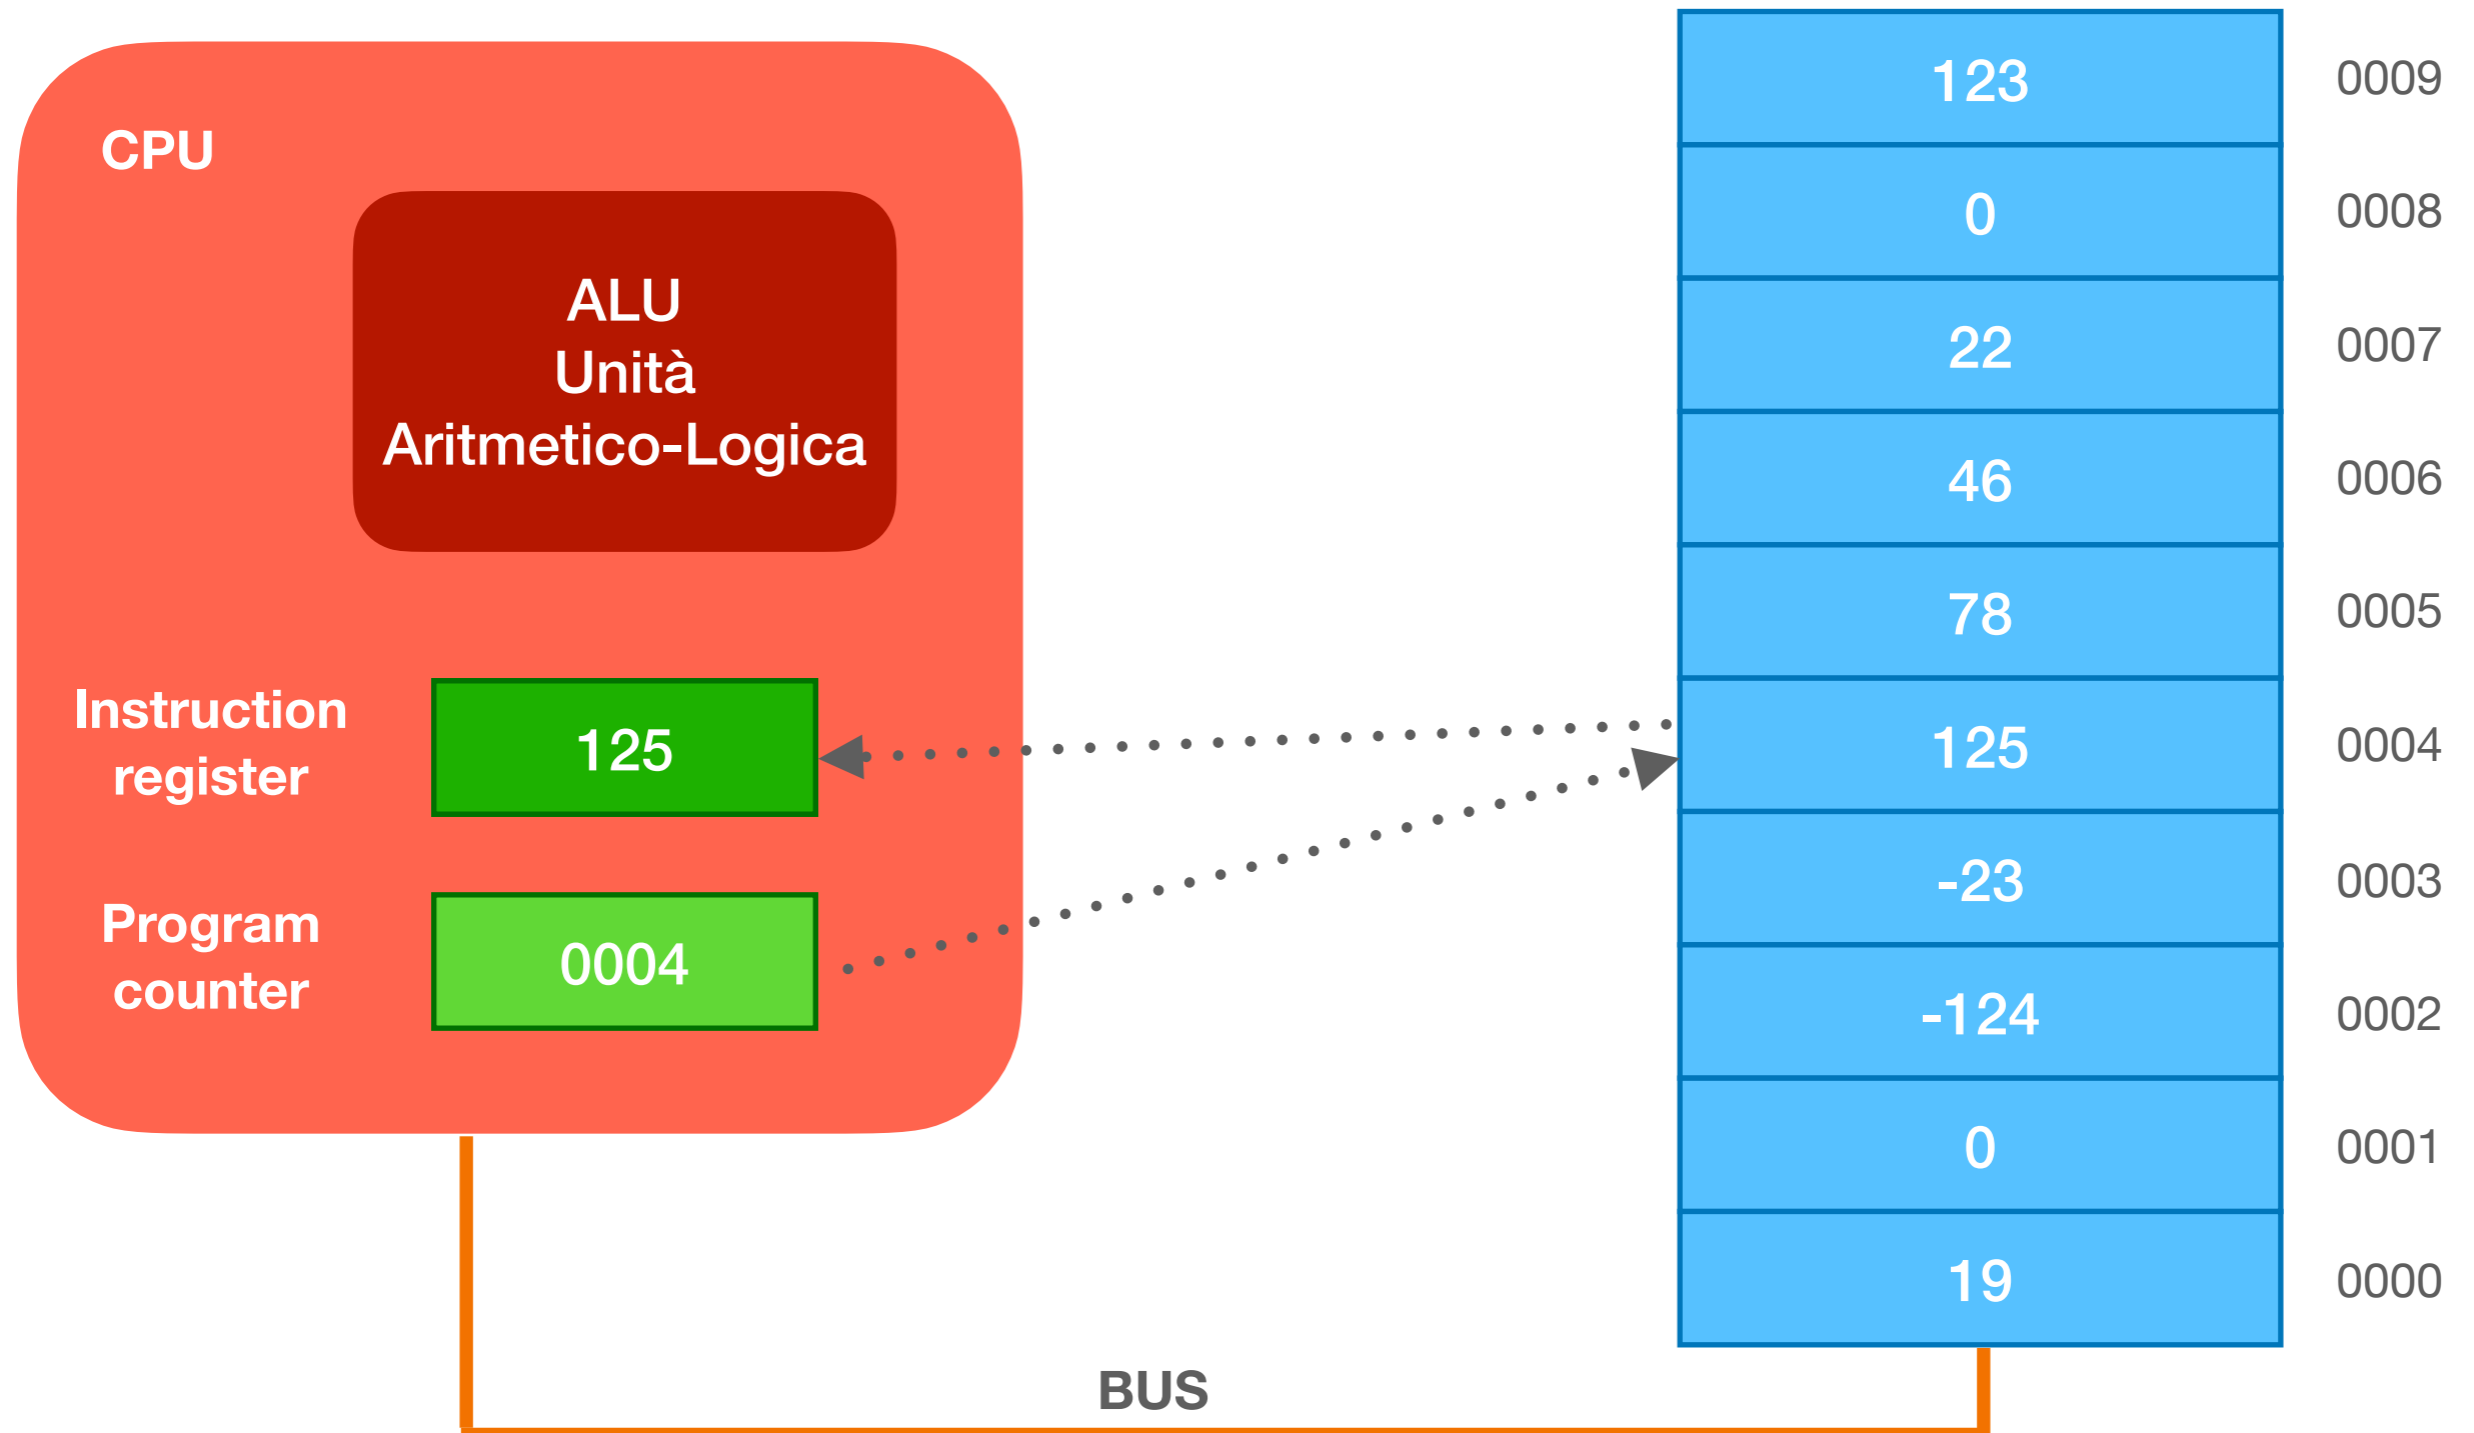 CPU
ALU
Unità
Aritmetico-Logica
Instruction
register
125
Program
counter
0004
BUS
123 0009
0 0008
22 0007
46 0006
78 0005
125 0004
-23 0003
-124 0002
0 0001
19 0000